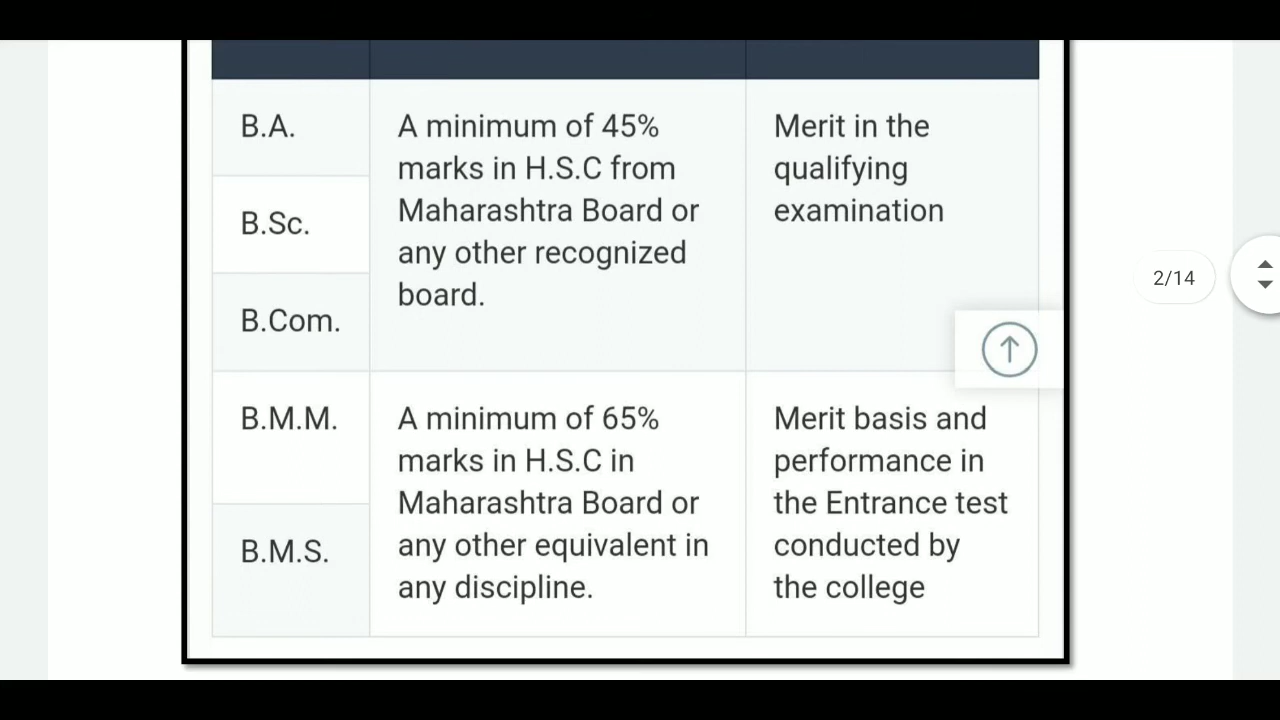 B.A.
A minimum of 45%
marks in H.S.C from
Maharashtra Board or
any other recognized
board.
Merit in the
qualifying
examination
B.Sc.
B.Com.
2/14
B.M.M.
A minimum of 65%
marks in H.S.C in
Maharashtra Board or
any other equivalent in
any discipline.
Merit basis and
performance in
the Entrance test
conducted by
the college
B.M.S.